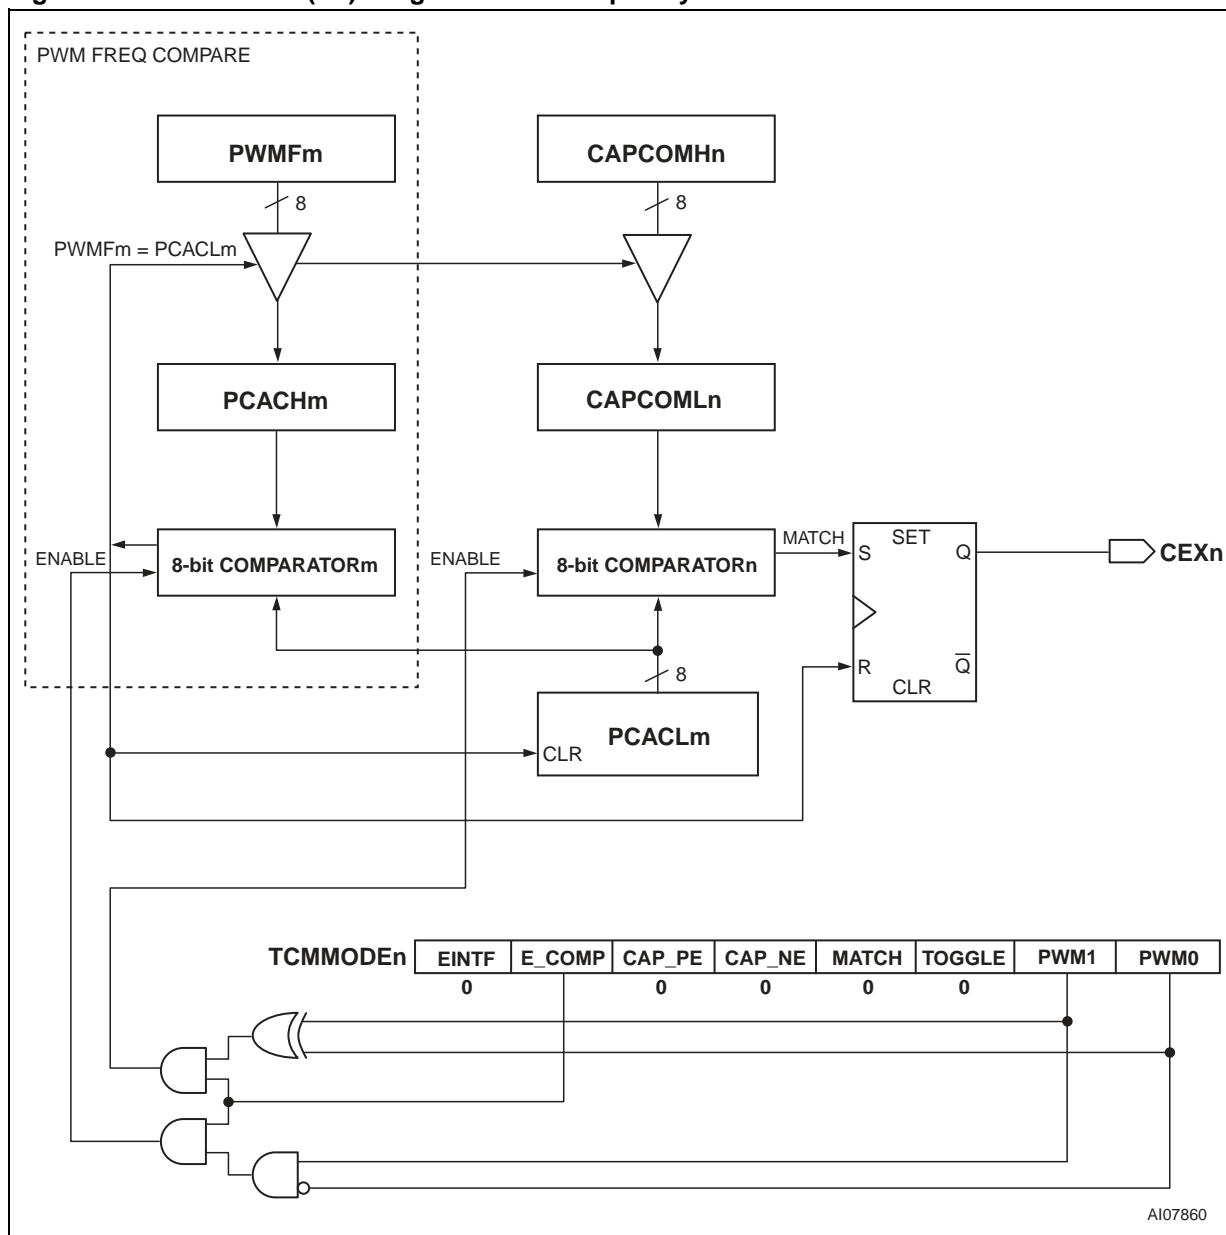 PWM FREQ COMPARE
PWMFm
CAPCOMHn
8
8
PWMFm = PCACLm
PCACHm
CAPCOMLn
ENABLE
8-bit COMPARATORm
ENABLE
8-bit COMPARATORn
MATCH
SET
S
Q
CEXn
R
Q̅
CLR
8
PCACLm
CLR
TCMMODEn
EINTF E_COMP CAP_PE CAP_NE MATCH TOGGLE PWM1 PWM0
0 0 0 0 0
AI07860